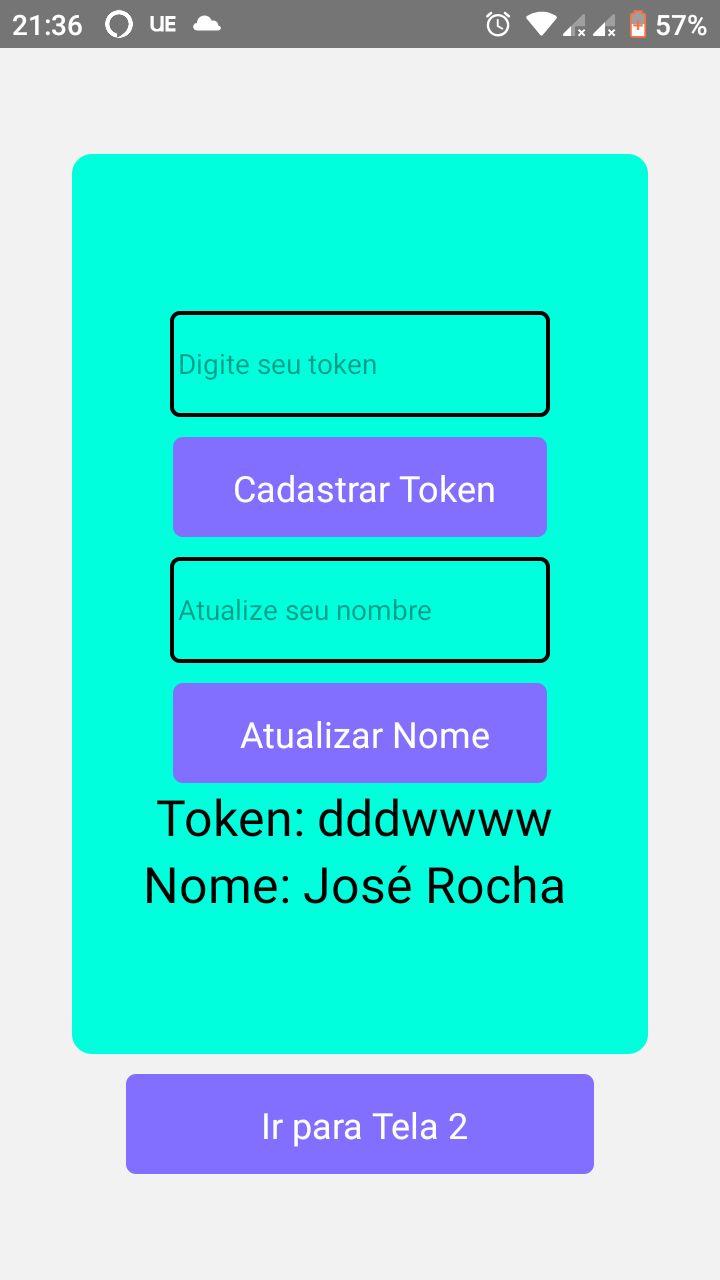 21:36 UE 57%
Digite seu token
Cadastrar Token
Atualize seu nombre
Atualizar Nome
Token: dddwwww
Nome: José Rocha
Ir para Tela 2